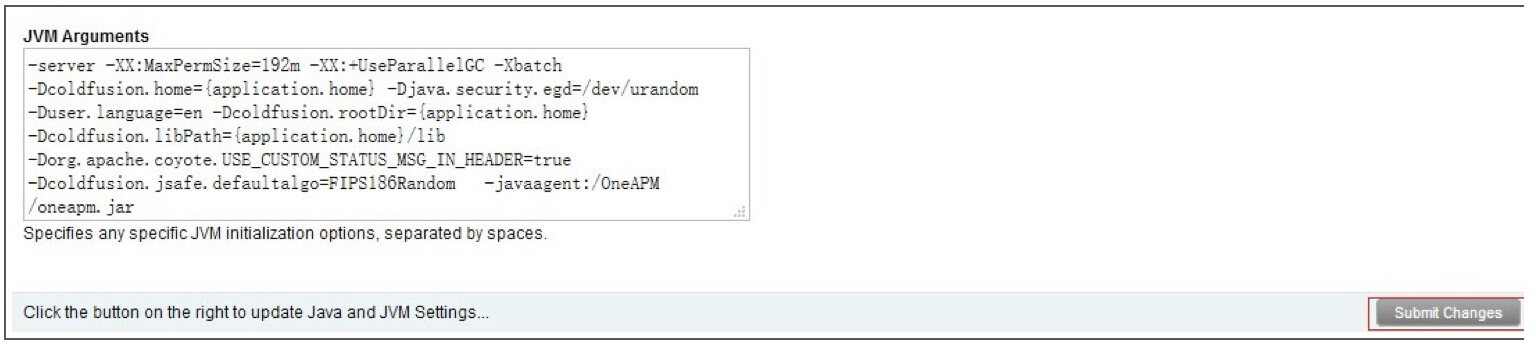 JVM Arguments
-server -XX:MaxPermSize=192m -XX:+UseParallelGC -Xbatch
-Dcoldfusion.home={application.home} -Djava.security.egd=/dev/urandom
-Duser.language=en -Dcoldfusion.rootDir={application.home}
-Dcoldfusion.libPath={application.home}/lib
-Dorg.apache.coyote.USE_CUSTOM_STATUS_MSG_IN_HEADER=true
-Dcoldfusion.jsafe.defaultalgo=FIPS186Random   -javaagent:/OneAPM
/oneapm.jar
Specifies any specific JVM initialization options, separated by spaces.
Click the button on the right to update Java and JVM Settings...
Submit Changes